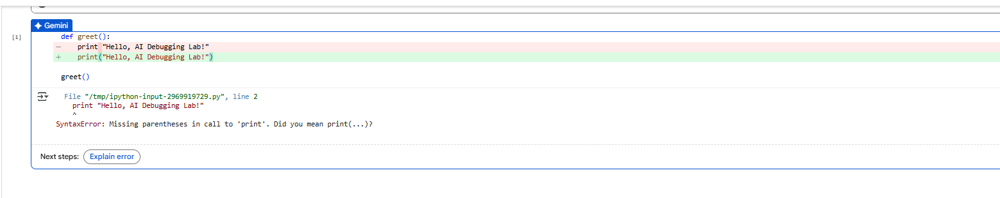 Gemini
[1]
def greet():
-    print "Hello, AI Debugging Lab!"
+    print("Hello, AI Debugging Lab!")
greet()
File "/tmp/ipython-input-2969919729.py", line 2
print "Hello, AI Debugging Lab!"
^
SyntaxError: Missing parentheses in call to 'print'. Did you mean print(...)?
Next steps: Explain error